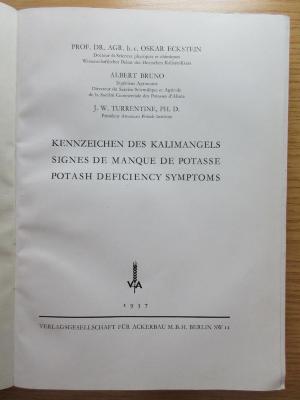 PROF. DR. AGR. h. c. OSKAR ECKSTEIN
Docteur ès Sciences physiques et chimiques
Wissenschaftlicher Beirat des Deutschen Kalisyndikats
ALBERT BRUNO
Ingénieur Agronome
Directeur du Service Scientifique et Agricole
de la Société Commerciale des Potasses d'Alsace
J. W. TURRENTINE, PH. D.
President American Potash Institute
KENNZEICHEN DES KALIMANGELS
SIGNES DE MANQUE DE POTASSE
POTASH DEFICIENCY SYMPTOMS
VfA
1937
VERLAGSGESELLSCHAFT FÜR ACKERBAU M.B.H. BERLIN SW 11